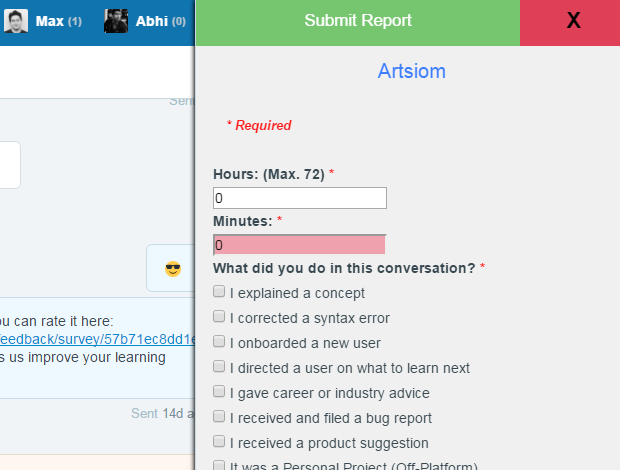 Max (1)
Abhi (0)
Submit Report
X
Artsiom
* Required
Hours: (Max. 72) *
0
Minutes: *
0
What did you do in this conversation? *
I explained a concept
I corrected a syntax error
I onboarded a new user
I directed a user on what to learn next
I gave career or industry advice
I received and filed a bug report
I received a product suggestion
It was a Personal Project (Off-Platform)
Sent
u can rate it here:
eedback/survey/57b71ec8dd1e
s us improve your learning
Sent 14d a